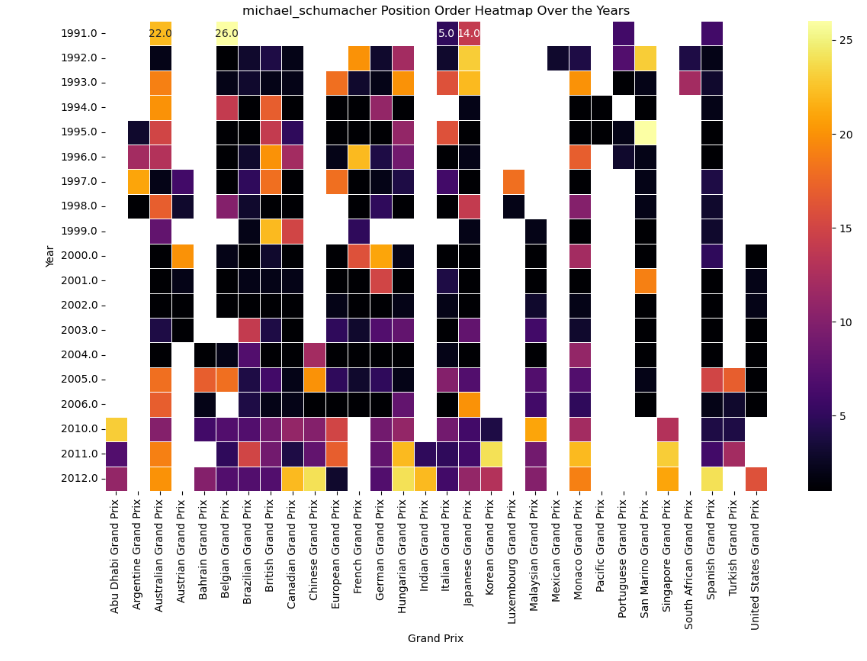 michael_schumacher Position Order Heatmap Over the Years
1991.0
22.0
26.0
5.0
14.0
1992.0
1993.0
1994.0
1995.0
1996.0
1997.0
1998.0
1999.0
2000.0
2001.0
2002.0
2003.0
2004.0
2005.0
2006.0
2010.0
2011.0
2012.0
Year
25
20
15
10
5
Abu Dhabi Grand Prix
Argentine Grand Prix
Australian Grand Prix
Austrian Grand Prix
Bahrain Grand Prix
Belgian Grand Prix
Brazilian Grand Prix
British Grand Prix
Canadian Grand Prix
Chinese Grand Prix
European Grand Prix
French Grand Prix
German Grand Prix
Hungarian Grand Prix
Indian Grand Prix
Italian Grand Prix
Japanese Grand Prix
Korean Grand Prix
Luxembourg Grand Prix
Malaysian Grand Prix
Mexican Grand Prix
Monaco Grand Prix
Pacific Grand Prix
Portuguese Grand Prix
San Marino Grand Prix
Singapore Grand Prix
South African Grand Prix
Spanish Grand Prix
Turkish Grand Prix
United States Grand Prix
Grand Prix